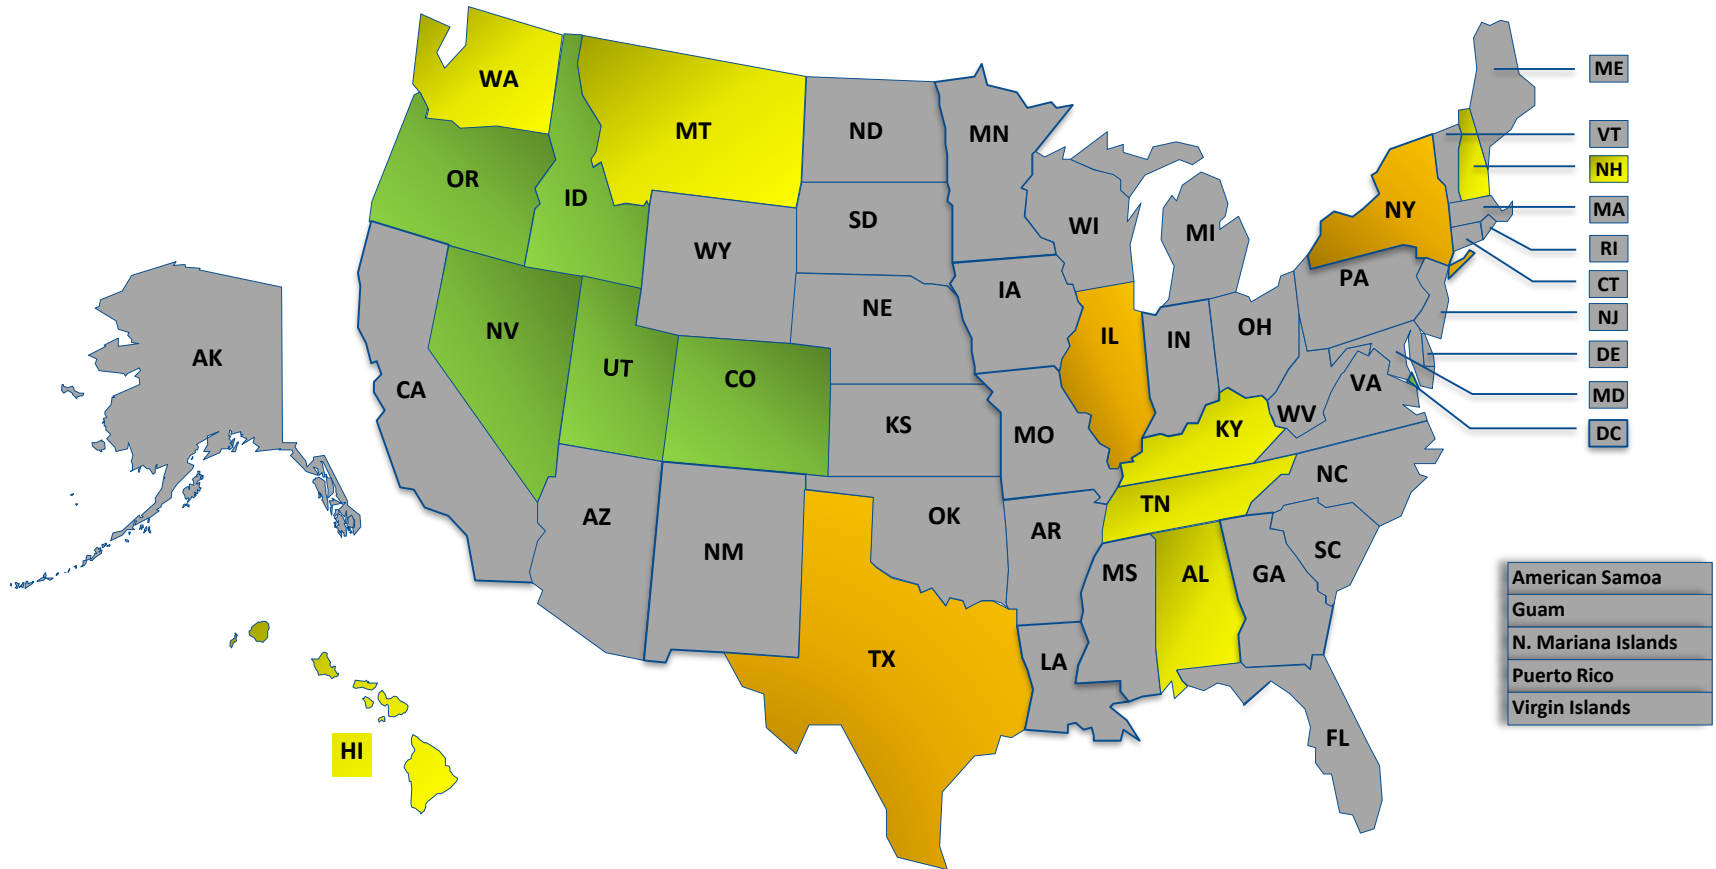 WA
MT
ND
MN
ME
VT
NH
OR
ID
SD
WI
MI
NY
MA
RI
WY
PA
CT
NE
IA
NJ
NV
IL
IN
OH
DE
AK
UT
CO
CA
VA
MD
KS
MO
KY
WV
DC
NC
TN
AZ
OK
AR
NM
SC
MS
AL
GA
American Samoa
Guam
N. Mariana Islands
TX
LA
Puerto Rico
Virgin Islands
FL
HI